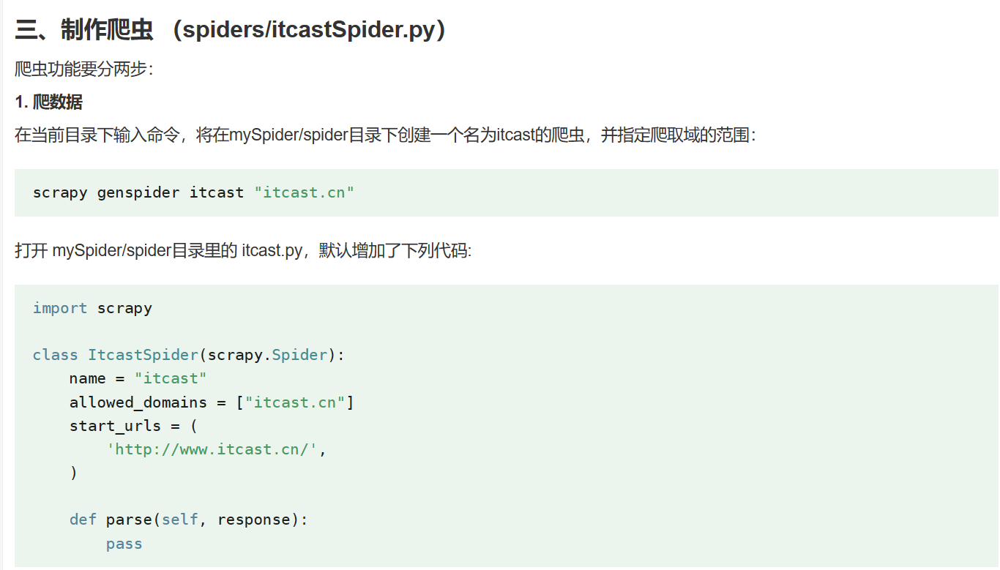 三、制作爬虫 （spiders/itcastSpider.py）
爬虫功能要分两步：
1. 爬数据
在当前目录下输入命令，将在mySpider/spider目录下创建一个名为itcast的爬虫，并指定爬取域的范围：
scrapy genspider itcast "itcast.cn"
打开 mySpider/spider目录里的 itcast.py，默认增加了下列代码:
import scrapy
class ItcastSpider(scrapy.Spider):
    name = "itcast"
    allowed_domains = ["itcast.cn"]
    start_urls = (
        'http://www.itcast.cn/',
    )
    def parse(self, response):
        pass